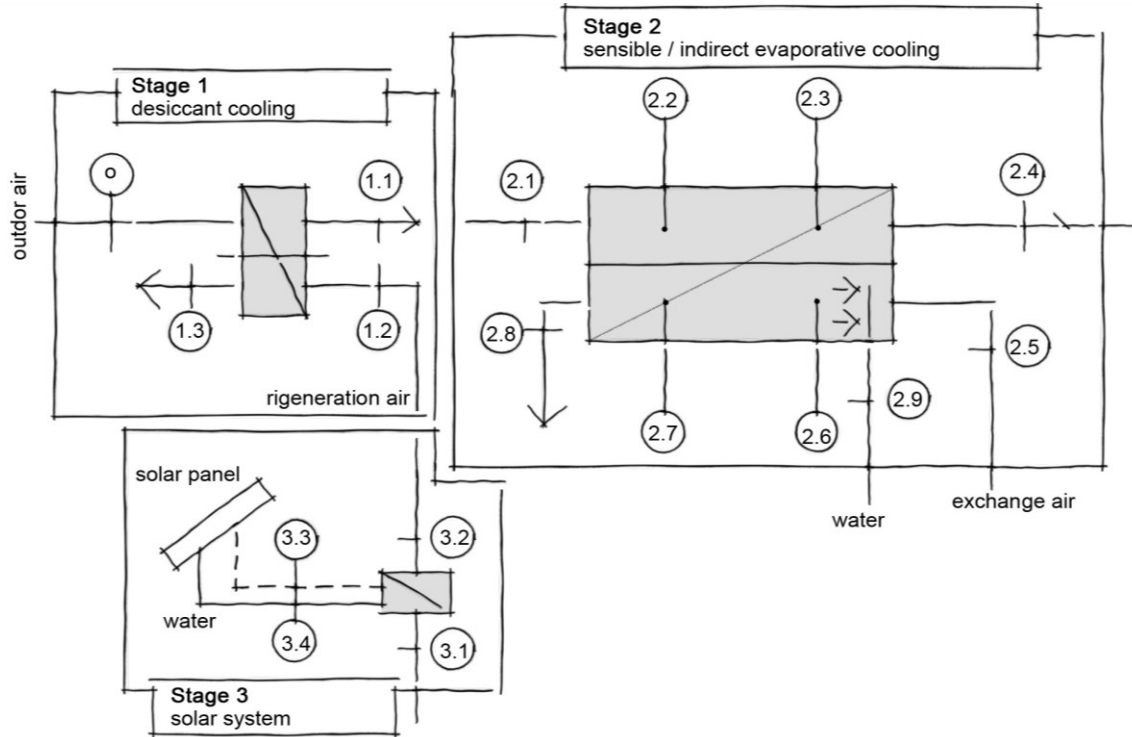 Stage 1
desiccant cooling
outdor air
o
1.1
1.3
1.2
rigeneration air
Stage 2
sensible / indirect evaporative cooling
2.2
2.3
2.1
2.4
2.8
2.5
2.7
2.6
2.9
water
exchange air
solar panel
3.3
3.2
water
3.4
3.1
Stage 3
solar system